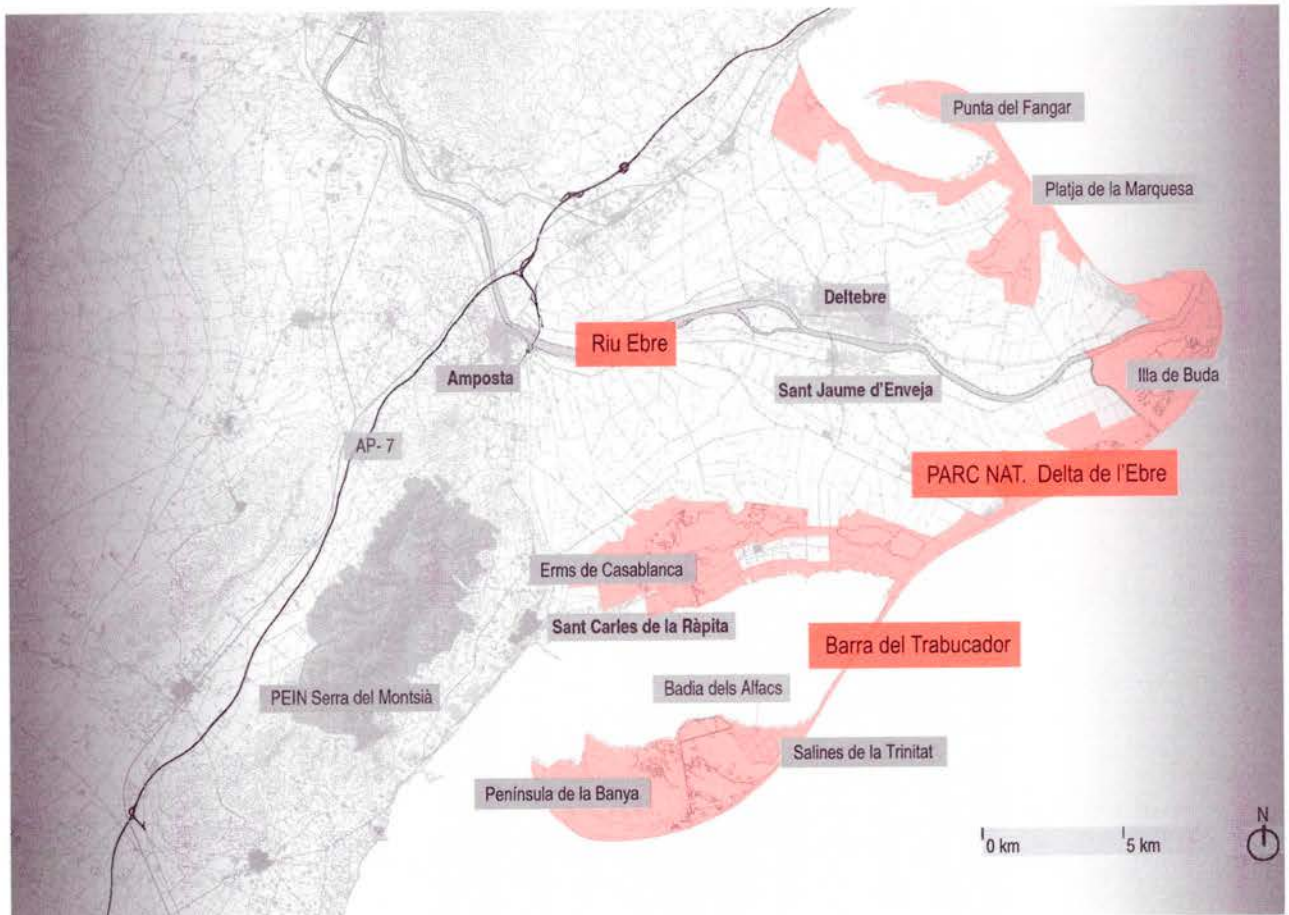 Punta del Fangar
Platja de la Marquesa
Deltebre
Riu Ebre
Amposta
Illa de Buda
Sant Jaume d'Enveja
AP- 7
PARC NAT. Delta de l'Ebre
Erms de Casablanca
Sant Carles de la Ràpita
Barra del Trabucador
PEIN Serra del Montsià
Badia dels Alfacs
Salines de la Trinitat
Península de la Banya
N
0 km
5 km